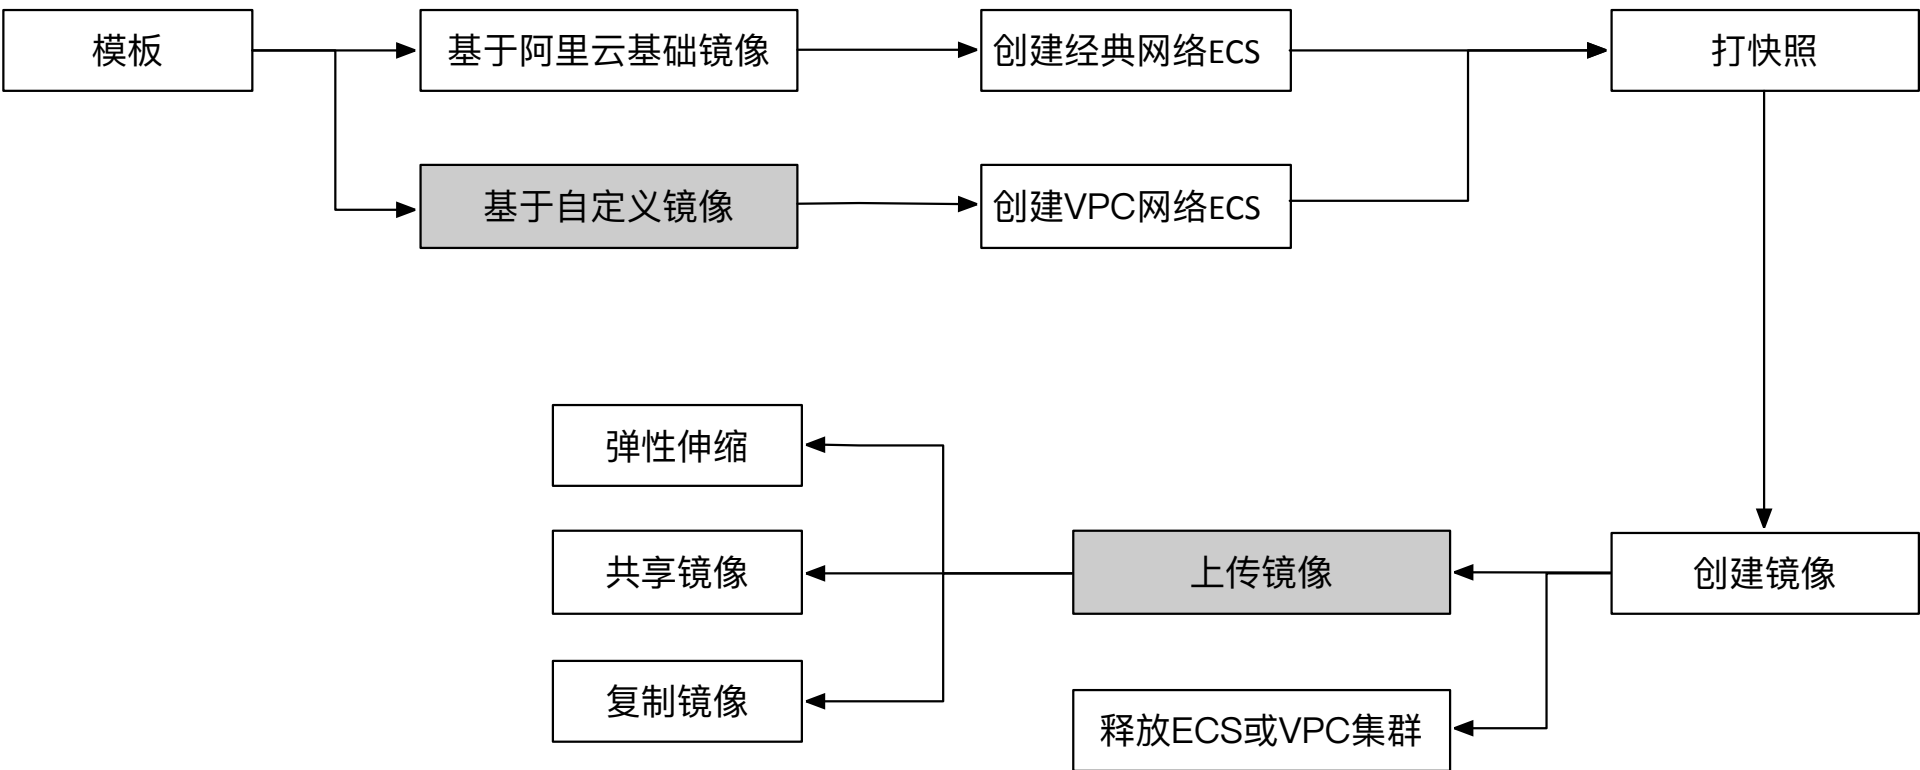 模板
基于阿里云基础镜像
创建经典网络ECS
打快照
基于自定义镜像
创建VPC网络ECS
弹性伸缩
共享镜像
上传镜像
创建镜像
复制镜像
释放ECS或VPC集群